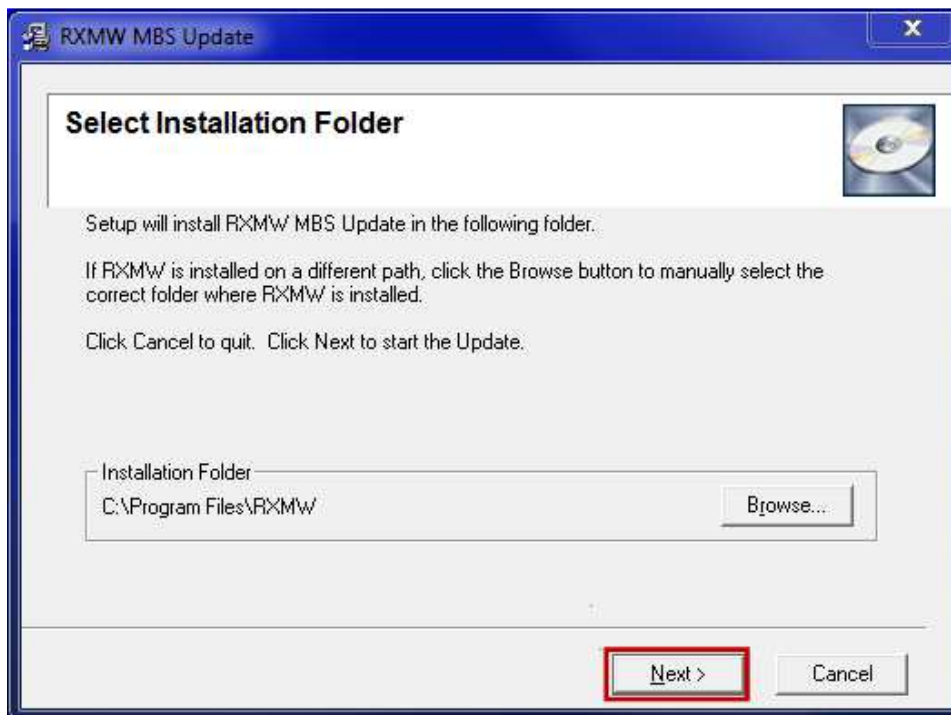 RXMW MBS Update
X
Select Installation Folder
Setup will install RXMW MBS Update in the following folder.
If RXMW is installed on a different path, click the Browse button to manually select the
correct folder where RXMW is installed.
Click Cancel to quit.  Click Next to start the Update.
Installation Folder
C:\Program Files\RXMW
Browse...
Next >
Cancel